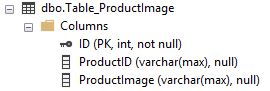 dbo.Table_ProductImage
Columns
ID (PK, int, not null)
ProductID (varchar(max), null)
ProductImage (varchar(max), null)